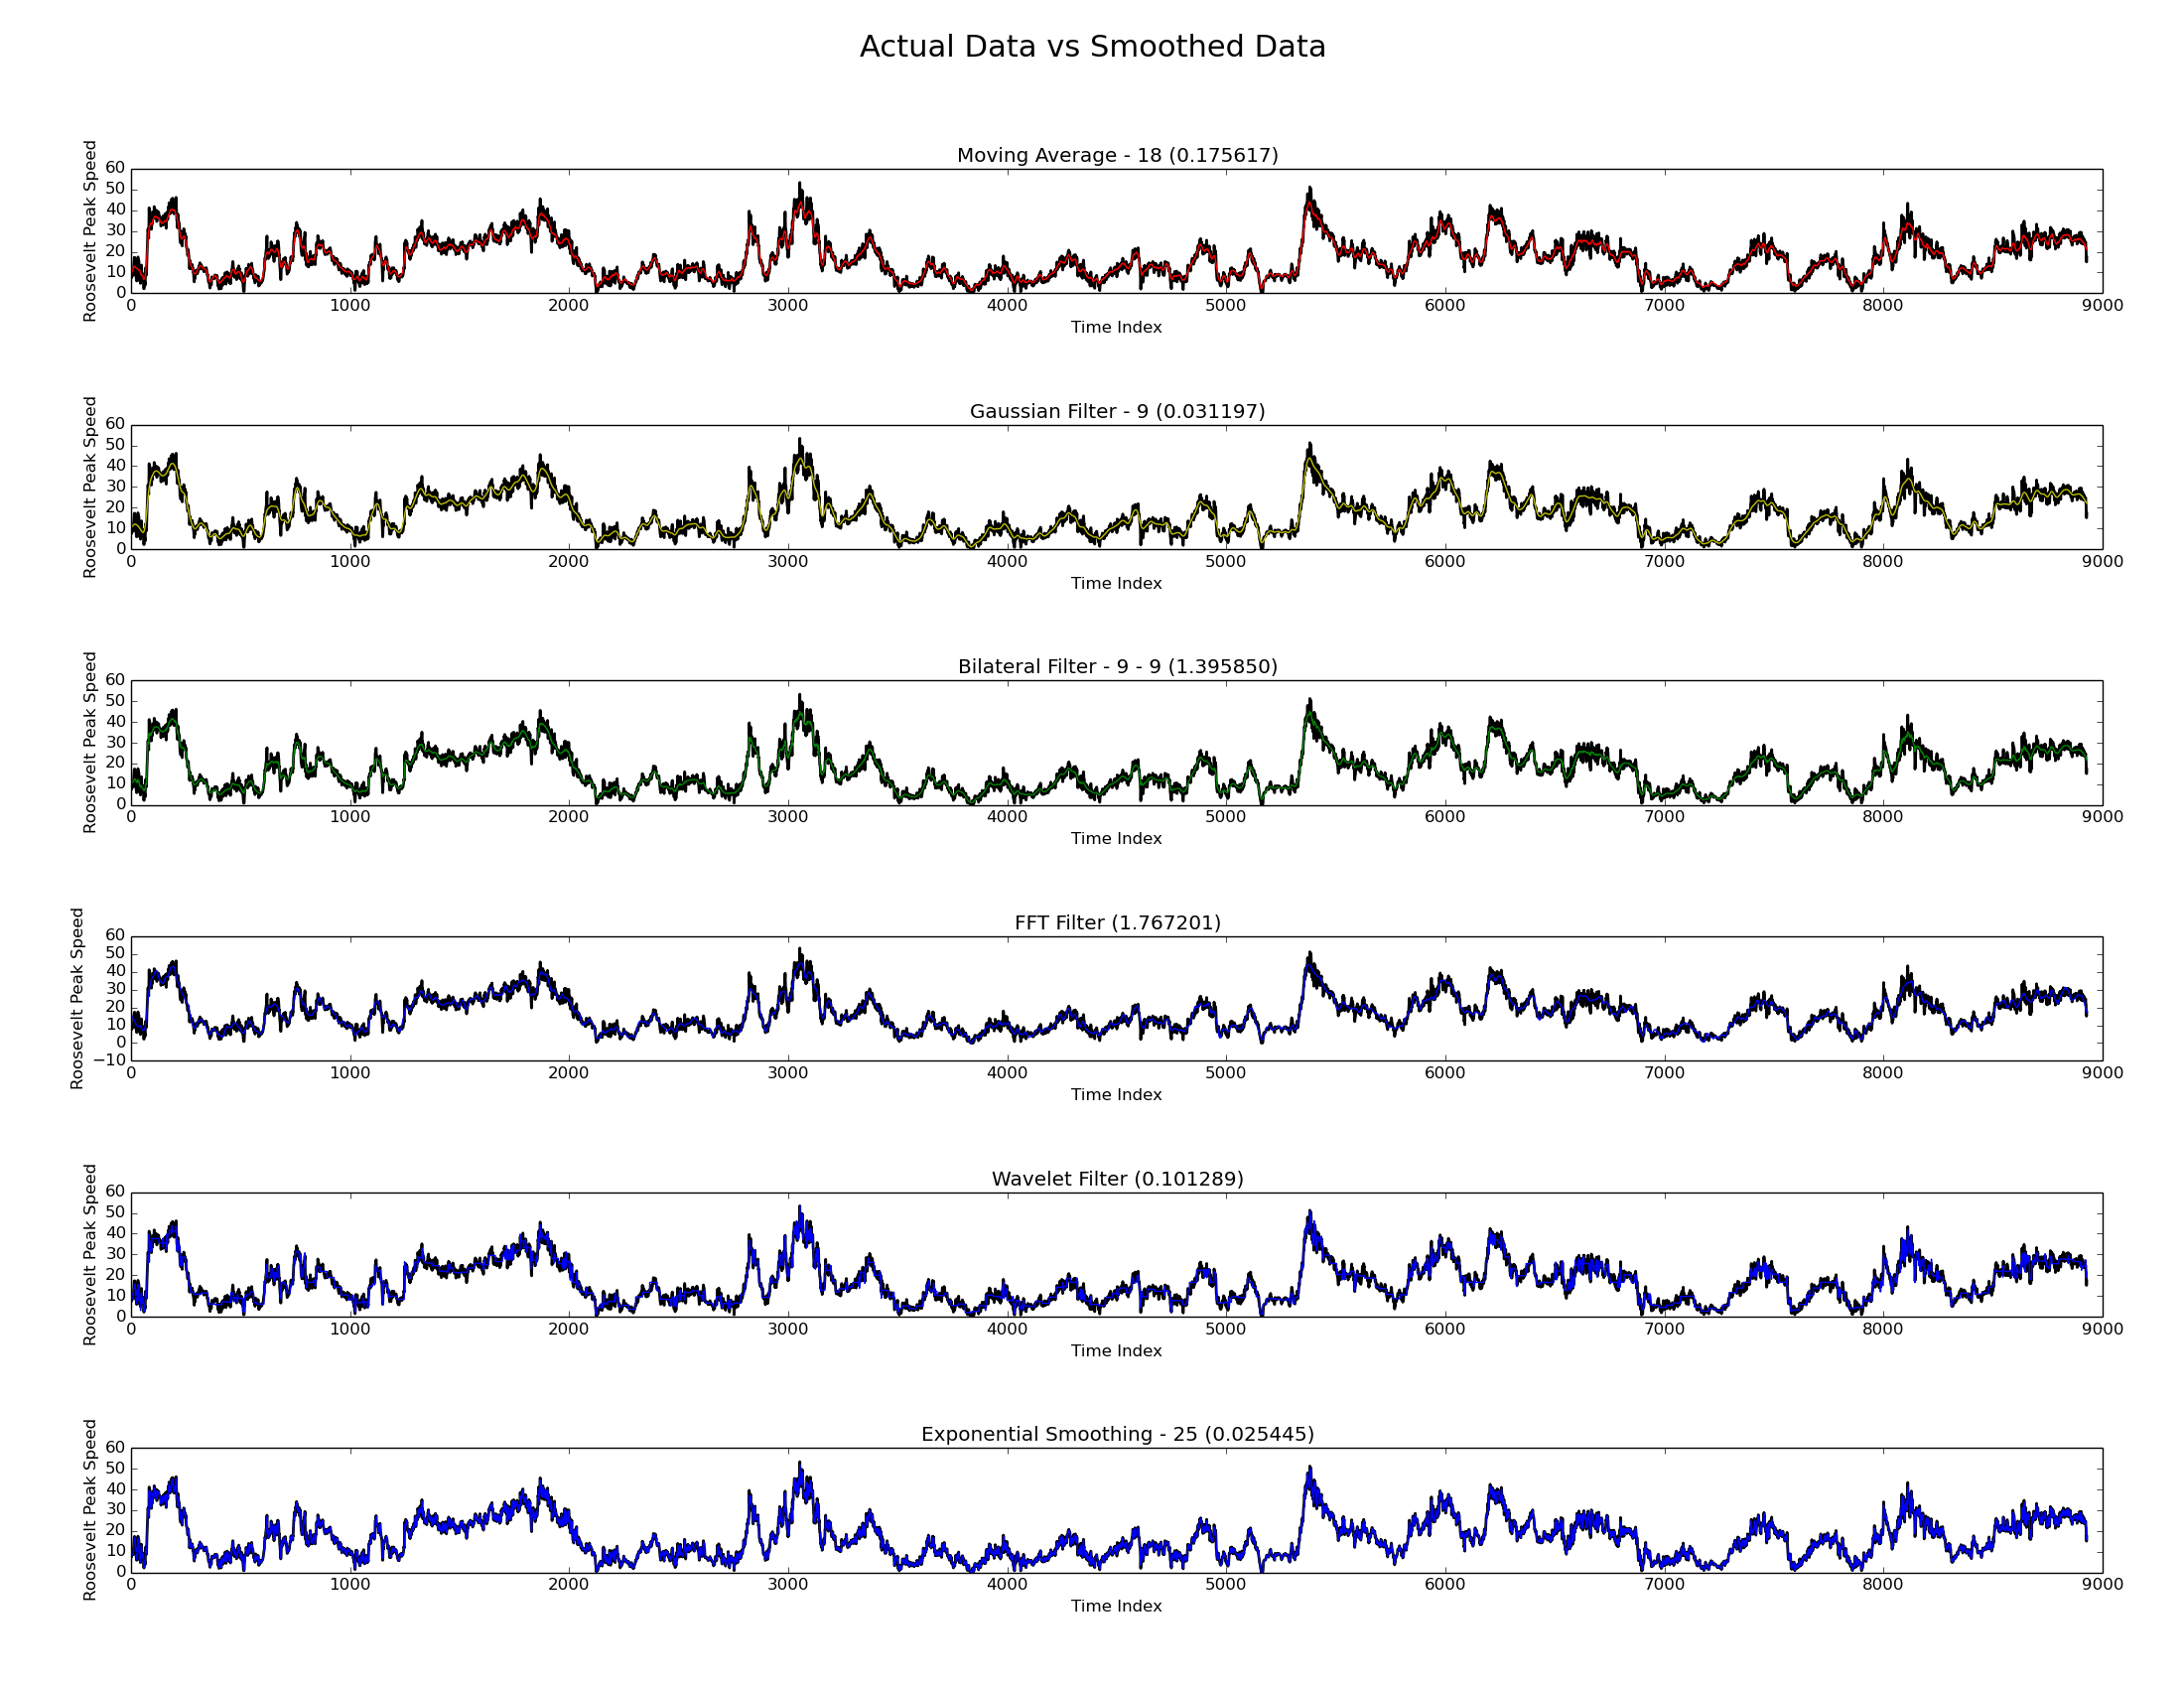 Actual Data vs Smoothed Data
Moving Average - 18 (0.175617)
Roosevelt Peak Speed
60
50
40
30
20
10
0
0 1000 2000 3000 4000 5000 6000 7000 8000 9000
Time Index
Gaussian Filter - 9 (0.031197)
Roosevelt Peak Speed
60
50
40
30
20
10
0
0 1000 2000 3000 4000 5000 6000 7000 8000 9000
Time Index
Bilateral Filter - 9 - 9 (1.395850)
Roosevelt Peak Speed
60
50
40
30
20
10
0
0 1000 2000 3000 4000 5000 6000 7000 8000 9000
Time Index
FFT Filter (1.767201)
Roosevelt Peak Speed
60
50
40
30
20
10
0
−10
0 1000 2000 3000 4000 5000 6000 7000 8000 9000
Time Index
Wavelet Filter (0.101289)
Roosevelt Peak Speed
60
50
40
30
20
10
0
0 1000 2000 3000 4000 5000 6000 7000 8000 9000
Time Index
Exponential Smoothing - 25 (0.025445)
Roosevelt Peak Speed
60
50
40
30
20
10
0
0 1000 2000 3000 4000 5000 6000 7000 8000 9000
Time Index